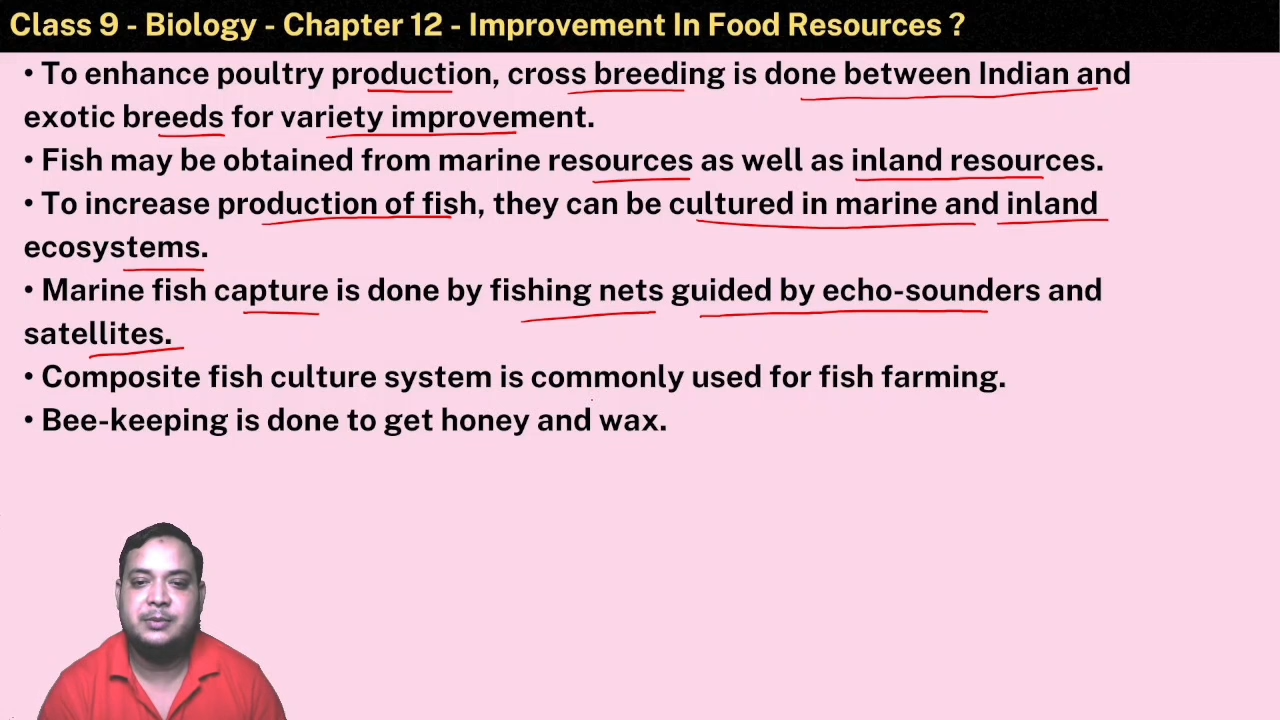 Class 9 - Biology - Chapter 12 - Improvement In Food Resources ?
• To enhance poultry production, cross breeding is done between Indian and
exotic breeds for variety improvement.
• Fish may be obtained from marine resources as well as inland resources.
• To increase production of fish, they can be cultured in marine and inland
ecosystems.
• Marine fish capture is done by fishing nets guided by echo-sounders and
satellites.
• Composite fish culture system is commonly used for fish farming.
• Bee-keeping is done to get honey and wax.